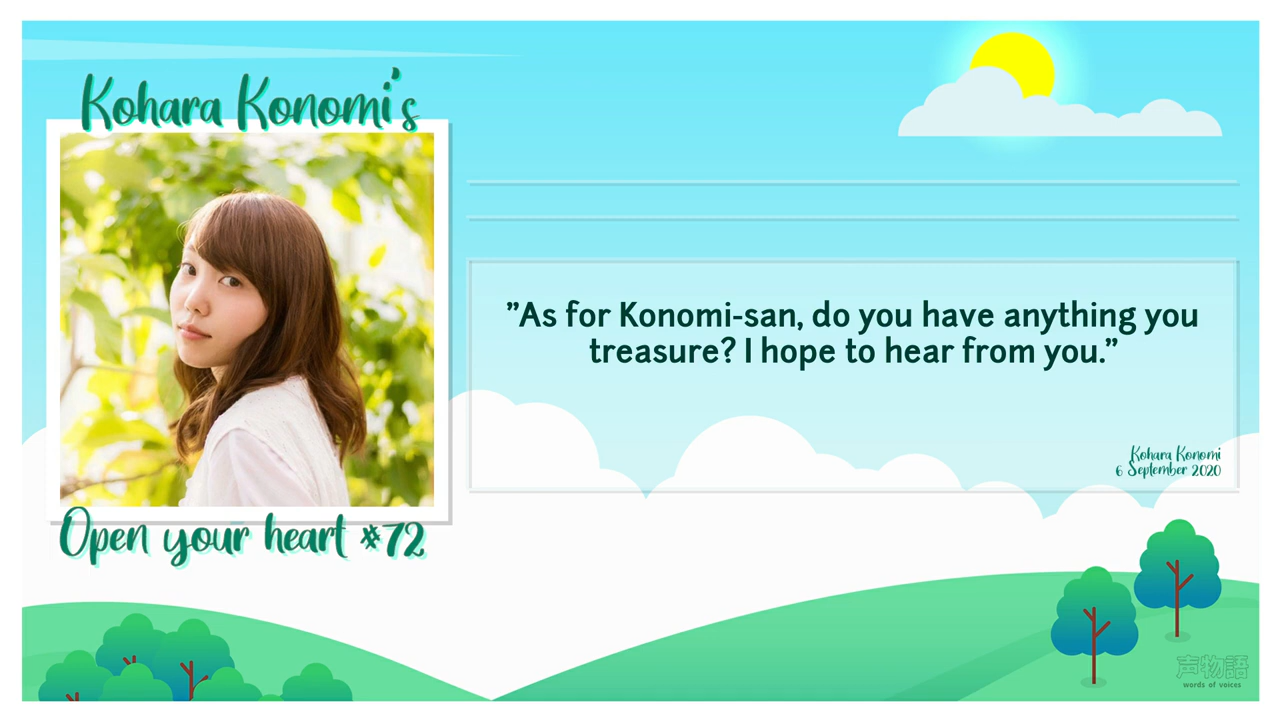 Kohara Konomi's
Open your heart #72
"As for Konomi-san, do you have anything you
treasure? I hope to hear from you."
Kohara Konomi
6 September 2020
声物語
words of voices